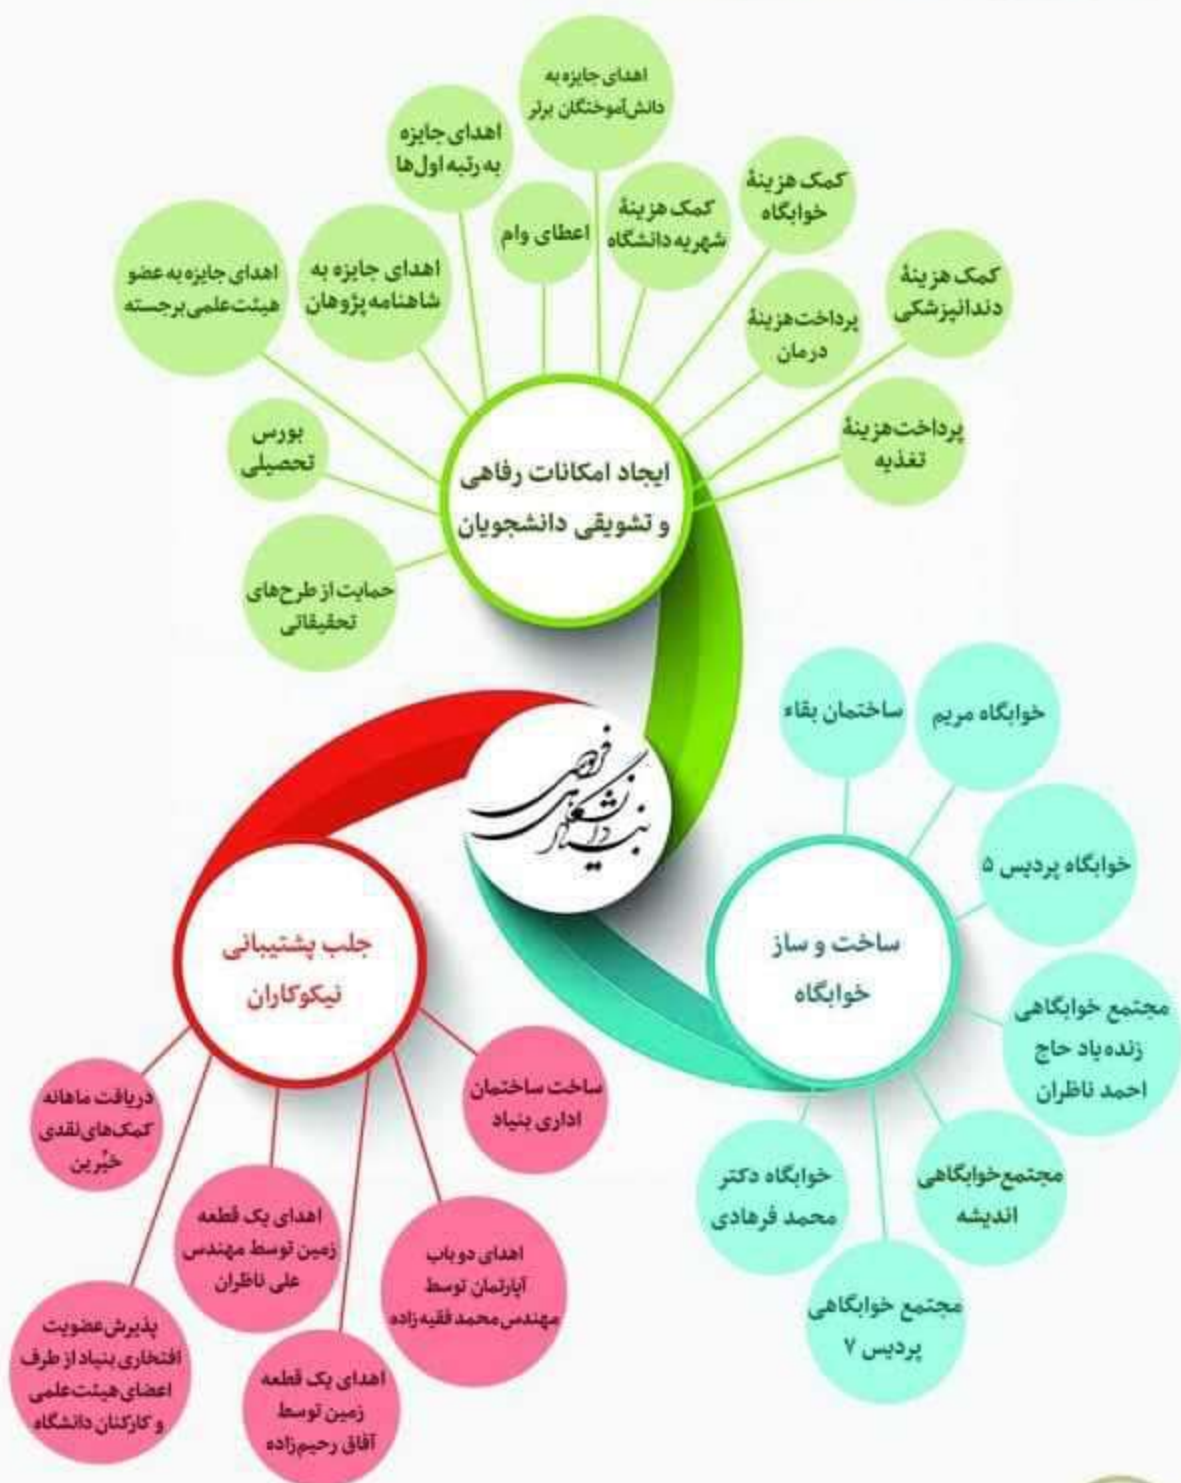 اهدای جایزه به
دانش‌آموختگان برتر
اهدای جایزه
به رتبه اول‌ها
کمک هزینهٔ
خوابگاه
کمک هزینهٔ
شهریه دانشگاه
اعطای وام
اهدای جایزه به
شاهنامه پژوهان
اهدای جایزه به عضو
هیئت علمی برجسته
کمک هزینهٔ
دندانپزشکی
پرداخت هزینهٔ
درمان
پرداخت هزینهٔ
تغذیه
بورس
تحصیلی
حمایت از طرح‌های
تحقیقاتی
ایجاد امکانات رفاهی
و تشویقی دانشجویان
بنیاد دانشگاهی فردوسی
ساخت و ساز
خوابگاه
ساختمان بقاء
خوابگاه مریم
خوابگاه پردیس ۵
مجتمع خوابگاهی
زنده‌یاد حاج
احمد ناظران
مجتمع خوابگاهی
اندیشه
مجتمع خوابگاهی
پردیس ۷
خوابگاه دکتر
محمد فرهادی
جلب پشتیبانی
نیکوکاران
ساخت ساختمان
اداری بنیاد
اهدای دو باب
آپارتمان توسط
مهندس محمد فقیه‌زاده
اهدای یک قطعه
زمین توسط
آفاق رحیم‌زاده
اهدای یک قطعه
زمین توسط مهندس
علی ناظران
پذیرش عضویت
افتخاری بنیاد از طرف
اعضای هیئت علمی
و کارکنان دانشگاه
دریافت ماهانه
کمک‌های نقدی
خیّرین